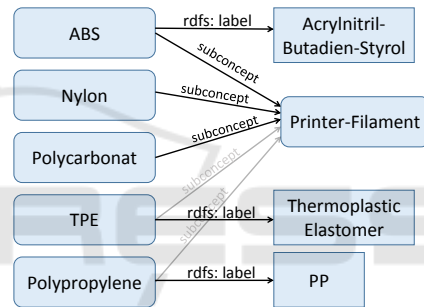 ABS
rdfs: label
Acrylnitril-
Butadien-Styrol
subconcept
Nylon
subconcept
Printer-Filament
subconcept
Polycarbonat
subconcept
TPE
rdfs: label
Thermoplastic
Elastomer
subconcept
Polypropylene
rdfs: label
PP